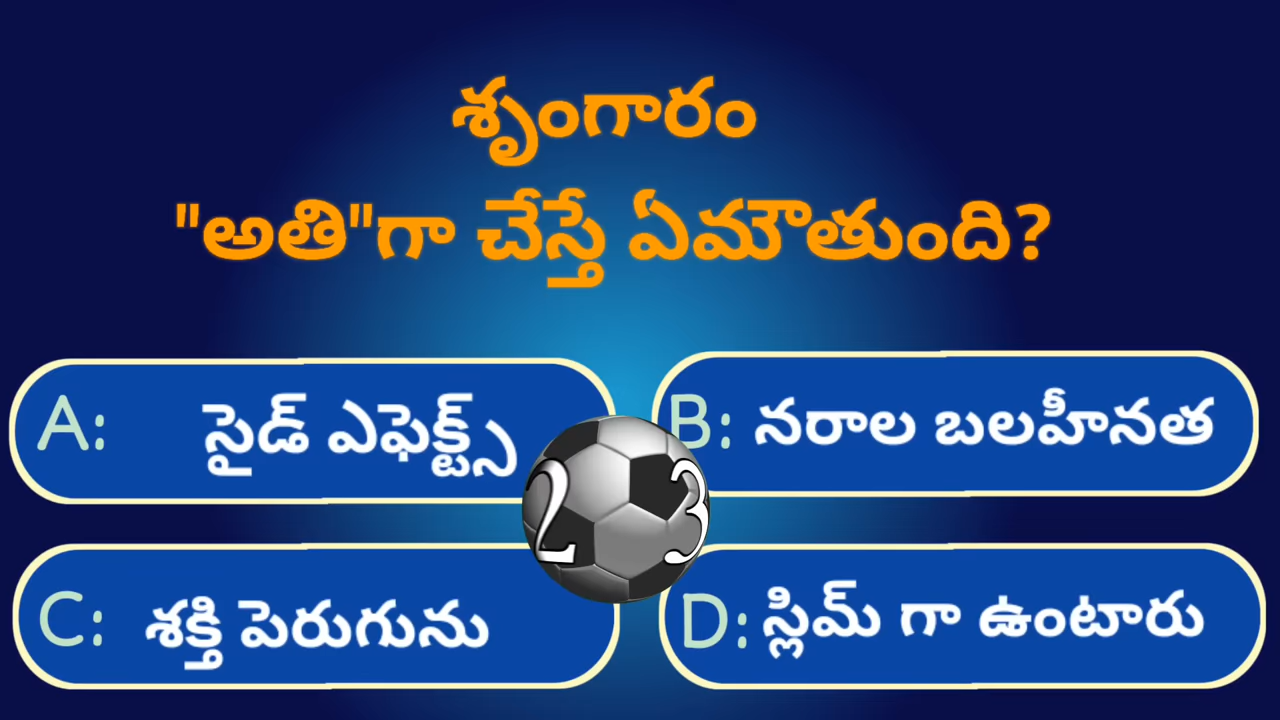 శృంగారం
"అతి"గా చేస్తే ఏమౌతుంది?
A: సైడ్ ఎఫెక్ట్స్
B: నరాల బలహీనత
2 3
C: శక్తి పెరుగును
D: స్లిమ్ గా ఉంటారు